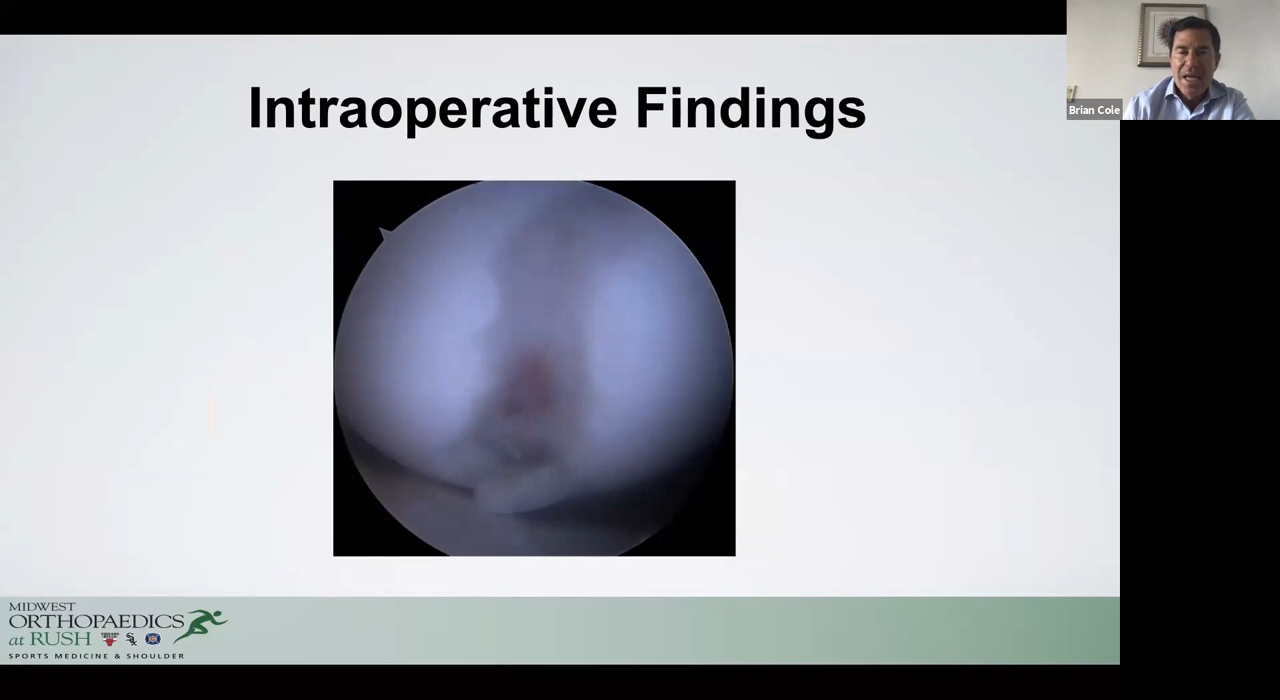 Intraoperative Findings
Brian Cole
MIDWEST
ORTHOPAEDICS
at RUSH
SPORTS MEDICINE & SHOULDER